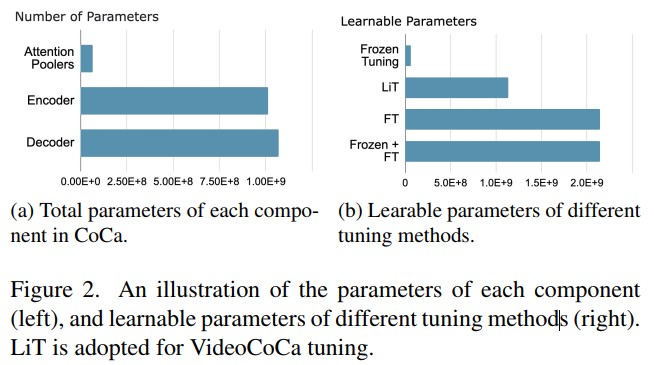 Number of Parameters
Attention
Poolers
Encoder
Decoder
0.00E+0 2.50E+8 5.00E+8 7.50E+8 1.00E+9
(a) Total parameters of each compo-
nent in CoCa.
Learnable Parameters
Frozen
Tuning
LiT
FT
Frozen +
FT
0 5.0E+8 1.0E+9 1.5E+9 2.0E+9
(b) Learable parameters of different
tuning methods.
Figure 2. An illustration of the parameters of each component
(left), and learnable parameters of different tuning methods (right).
LiT is adopted for VideoCoCa tuning.